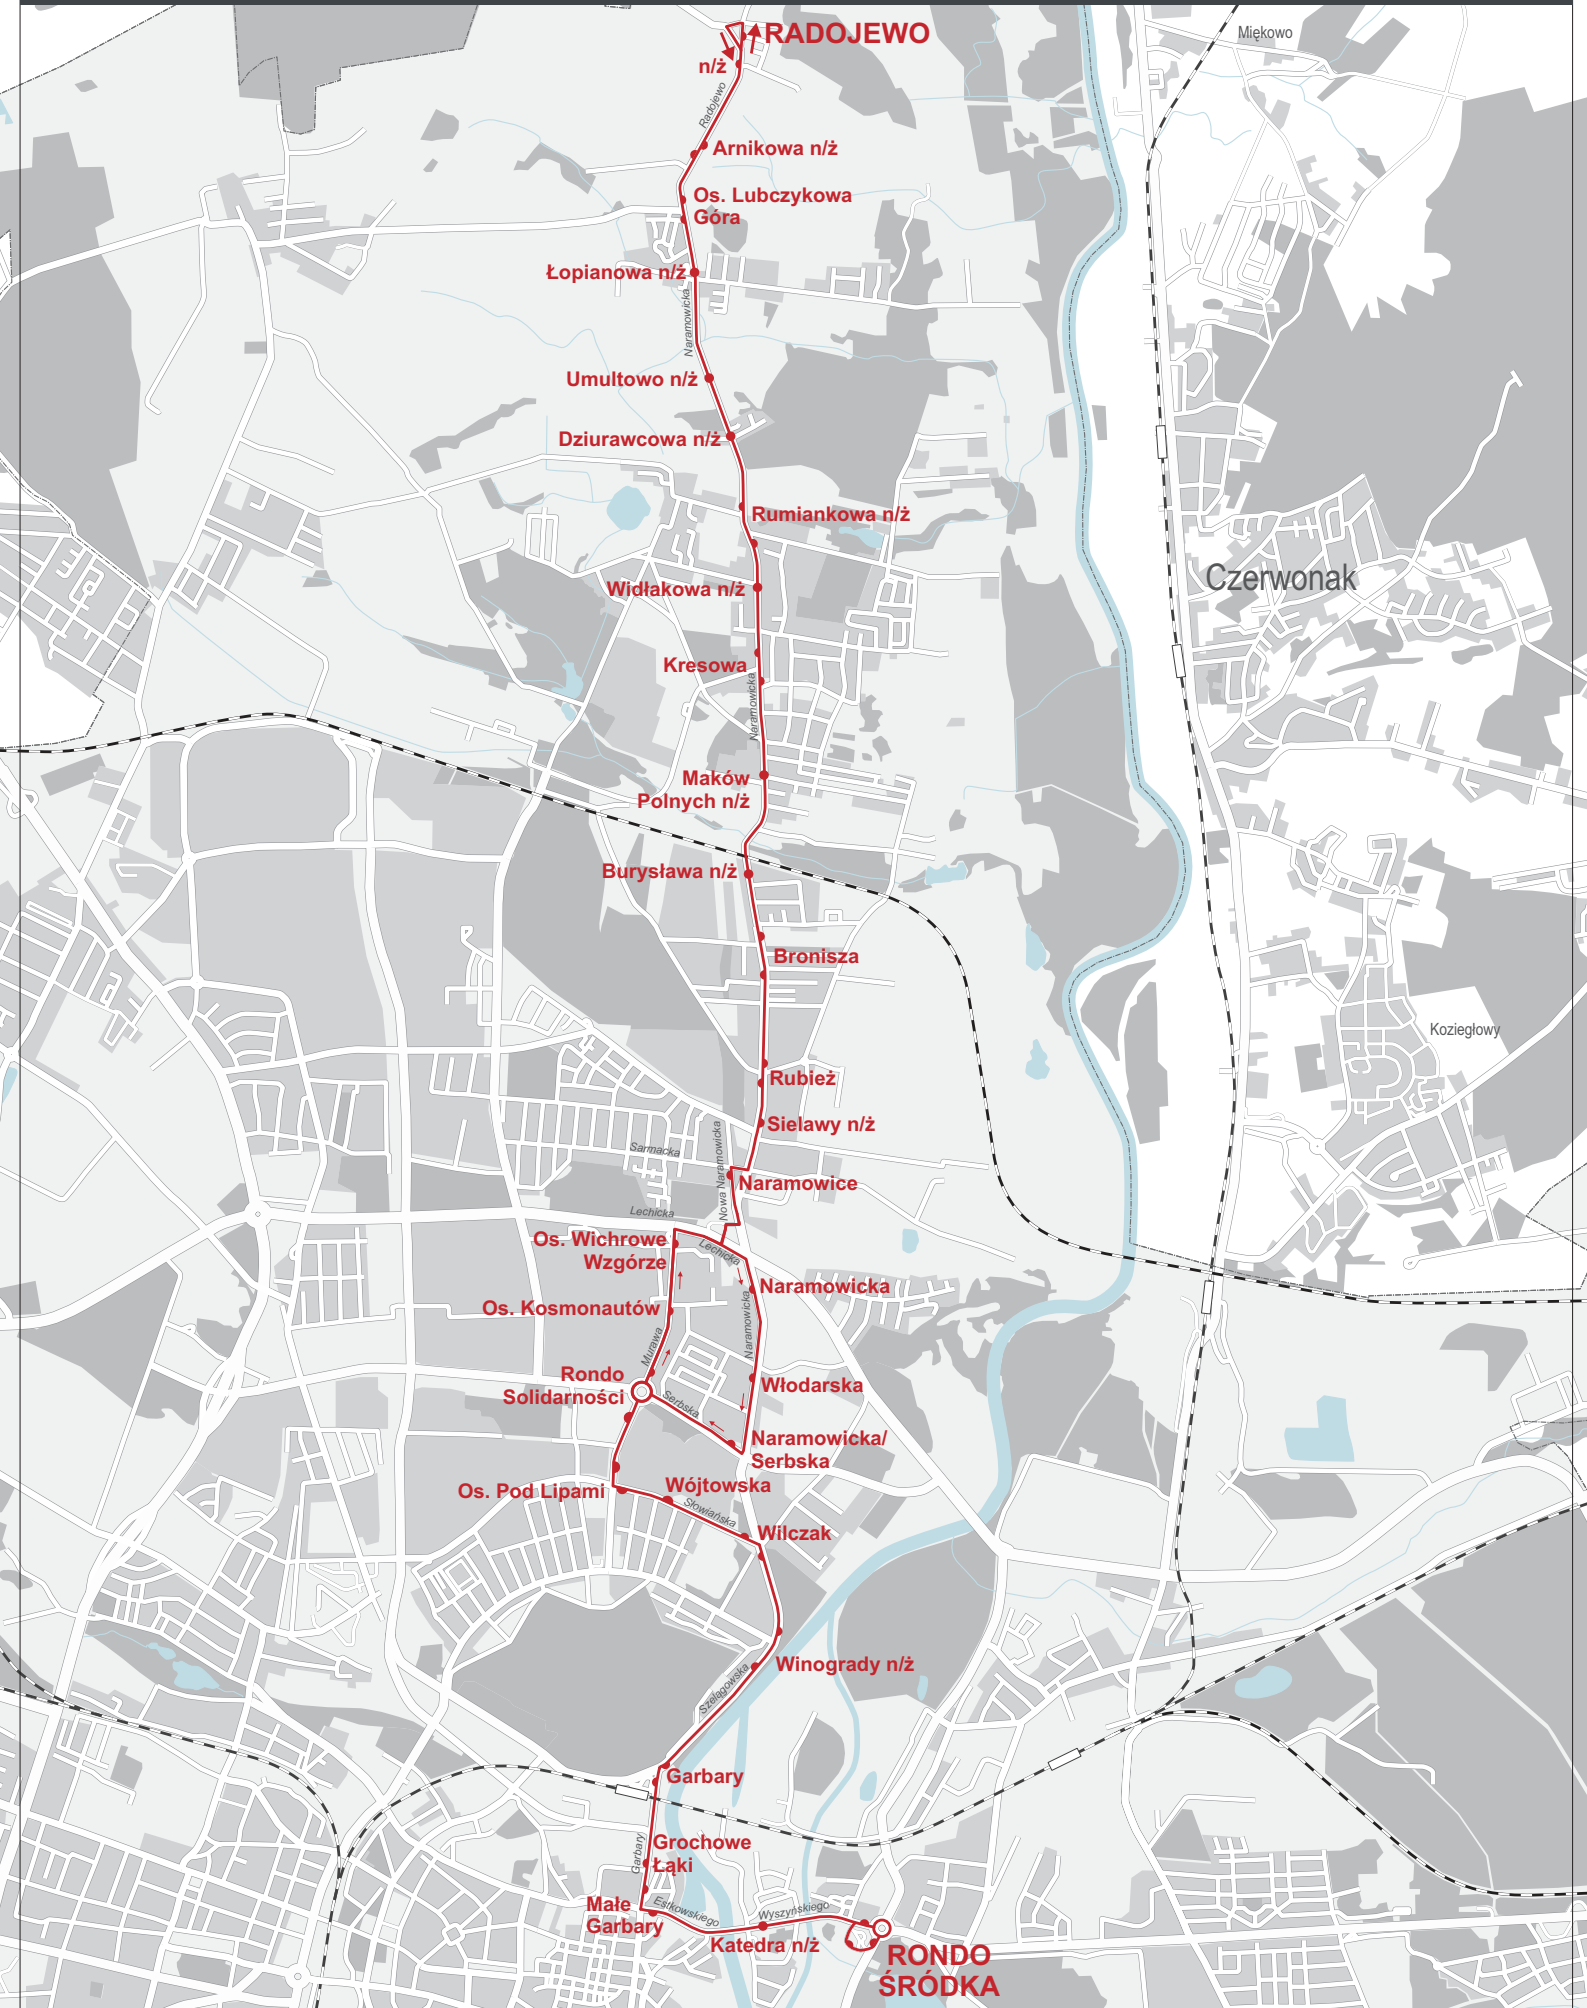 RADOJEWO
Miękowo
n/ż
Radojewo
Arnikowa n/ż
Os. Lubczykowa
Góra
Łopianowa n/ż
Naramowicka
Umultowo n/ż
Dziurawcowa n/ż
Rumiankowa n/ż
Czerwonak
Widłakowa n/ż
Kresowa
Naramowicka
Maków
Polnych n/ż
Burysława n/ż
Bronisza
Koziegłowy
Rubież
Sielawy n/ż
Sarmacka
Nowa Naramowicka
Naramowice
Lechicka
Os. Wichrowe
Wzgórze
Lechicka
Naramowicka
Os. Kosmonautów
Naramowicka
Murawa
Rondo
Solidarności
Włodarska
Serbska
Naramowicka/
Serbska
Os. Pod Lipami
Wójtowska
Słowiańska
Wilczak
Winogrady n/ż
Szelągowska
Garbary
Garbary
Grochowe
Łąki
Małe
Garbary
Estkowskiego
Wyszyńskiego
Katedra n/ż
RONDO
ŚRÓDKA